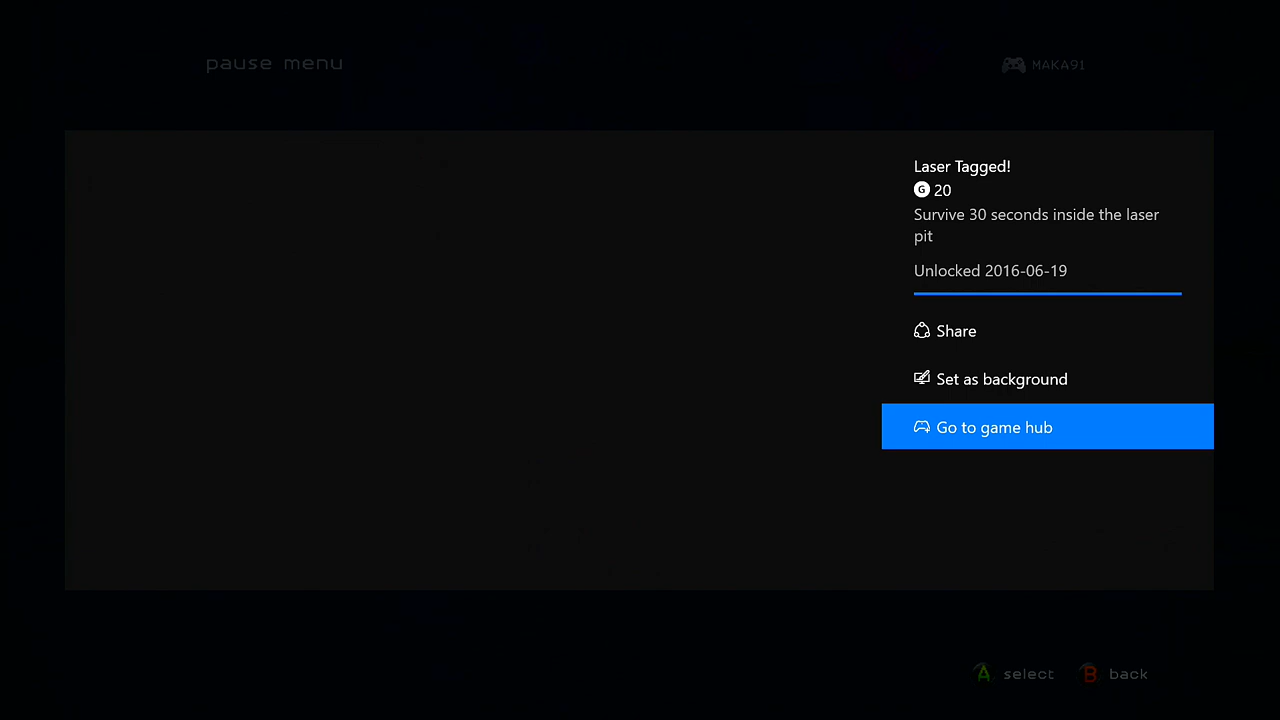 pause menu
MAKA91
Laser Tagged!
G 20
Survive 30 seconds inside the laser
pit
Unlocked 2016-06-19
Share
Set as background
Go to game hub
A select B back